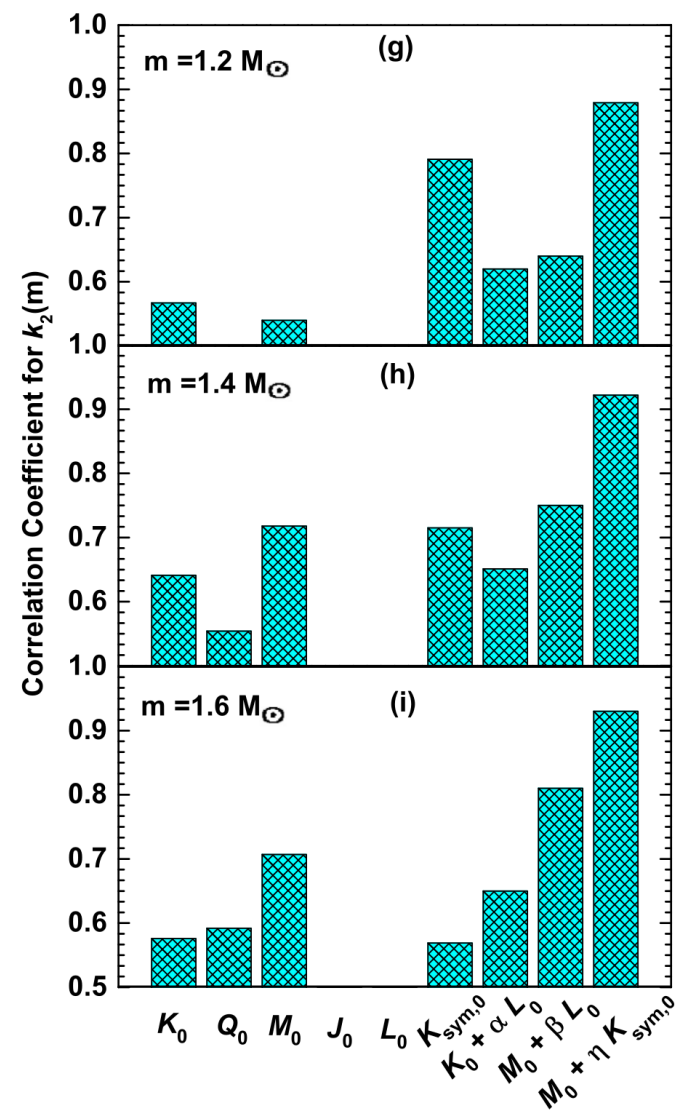 Correlation Coefficient for k₂(m)
1.0
m =1.2 M☉
(g)
0.9
0.8
0.7
0.6
1.0
m =1.4 M☉
(h)
0.9
0.8
0.7
0.6
1.0
m =1.6 M☉
(i)
0.9
0.8
0.7
0.6
0.5
K₀
Q₀
M₀
J₀
L₀
Ksym,0
K₀ + α L₀
M₀ + β L₀
M₀ + η Ksym,0